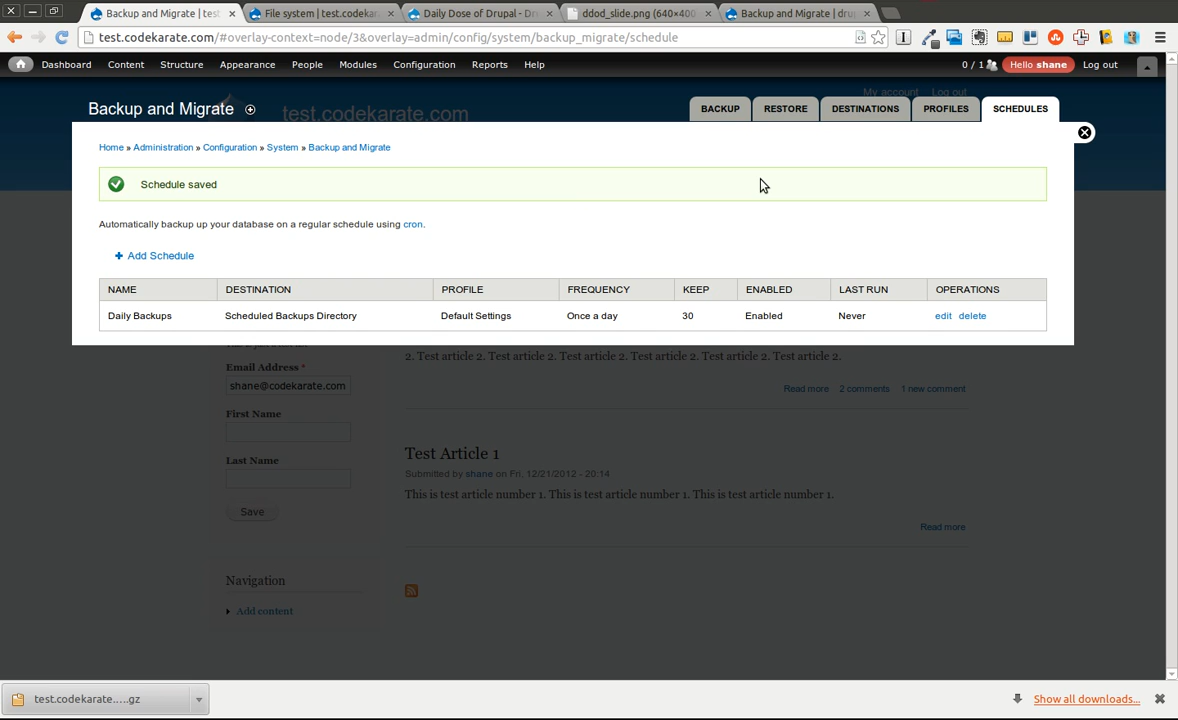 Backup and Migrate | tes
File system | test.codekar
Daily Dose of Drupal - Dr
ddod_slide.png (640×400
Backup and Migrate | dru
test.codekarate.com/#overlay-context=node/3&overlay=admin/config/system/backup_migrate/schedule
Dashboard Content Structure Appearance People Modules Configuration Reports Help 0 / 1 Hello shane Log out
My account Log out
test.codekarate.com
Backup and Migrate
BACKUP RESTORE DESTINATIONS PROFILES SCHEDULES
Home » Administration » Configuration » System » Backup and Migrate
Schedule saved
Automatically backup up your database on a regular schedule using cron.
Add Schedule
NAME DESTINATION PROFILE FREQUENCY KEEP ENABLED LAST RUN OPERATIONS
Daily Backups Scheduled Backups Directory Default Settings Once a day 30 Enabled Never edit delete
2. Test article 2. Test article 2. Test article 2. Test article 2. Test article 2. Test article 2.
Email Address *
shane@codekarate.com
Read more 2 comments 1 new comment
First Name
Last Name
Save
Test Article 1
Submitted by shane on Fri, 12/21/2012 - 20:14
This is test article number 1. This is test article number 1. This is test article number 1.
Read more
Navigation
Add content
test.codekarate.....gz
Show all downloads...